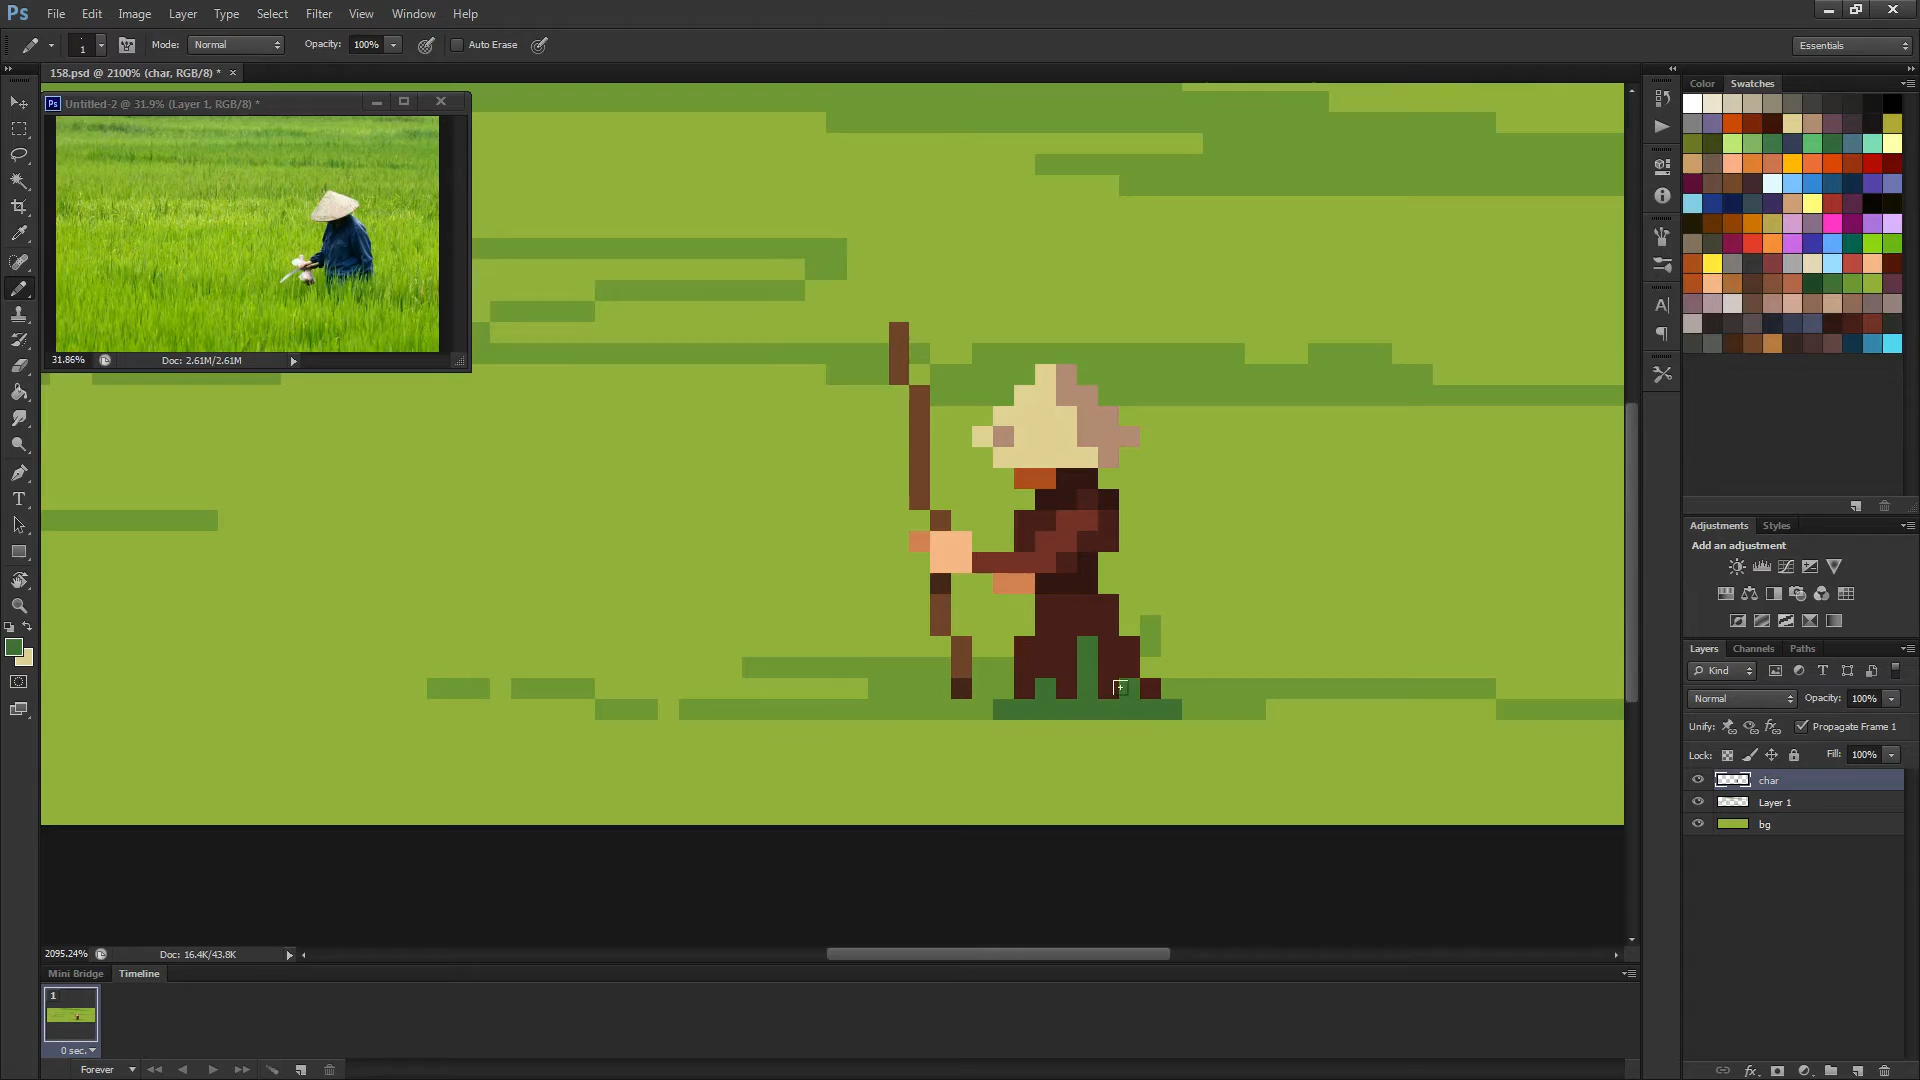 Ps File Edit Image Layer Type Select Filter Extract View Window Help
1 Mode: Normal Opacity: 100% Auto Erase Essentials
158.psd @ 2100% (char, RGB/8) * ×
Color Swatches
Ps Untitled-2 @ 31.9% (Layer 1, RGB/8) *
31.86% Doc: 2.61M/2.61M
Adjustments Styles
Add an adjustment
Layers Channels Paths
Kind
Normal Opacity: 100%
Unify: Propagate Frame 1
Lock: Fill: 100%
char
Layer 1
bg
2095.24% Doc: 16.4K/43.8K
Mini Bridge Timeline
1
0 sec.
Forever